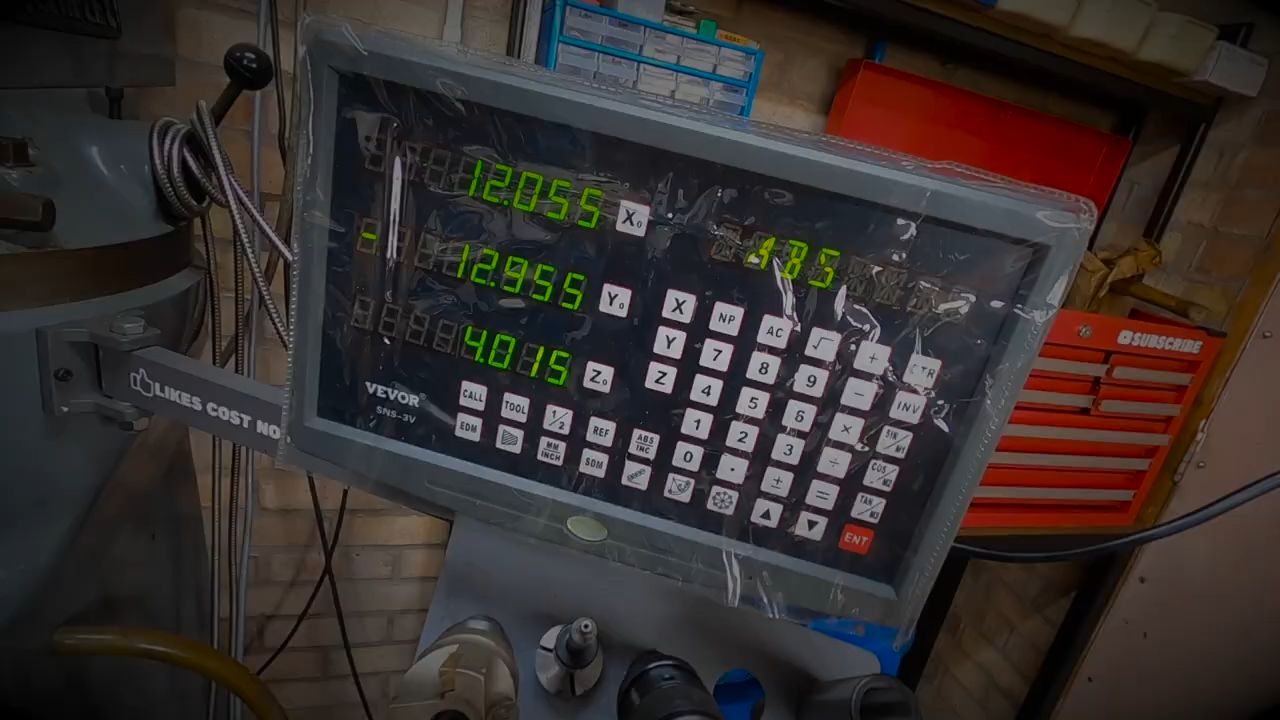 12.055
X₀
ABS
-12.955
Y₀
4.015
Z₀
X
NP
AC
√
+
CTR
Y
7
8
9
−
INV
Z
4
5
6
×
SIN/M1
1
2
3
÷
COS/M2
0
.
±
=
TAN/M3
▲
▼
ENT
VEVOR®
SNS-3V
CALL
TOOL
1/2
REF
ABS/INC
EDM
MM/INCH
SDM
LIKES COST NO
SUBSCRIBE